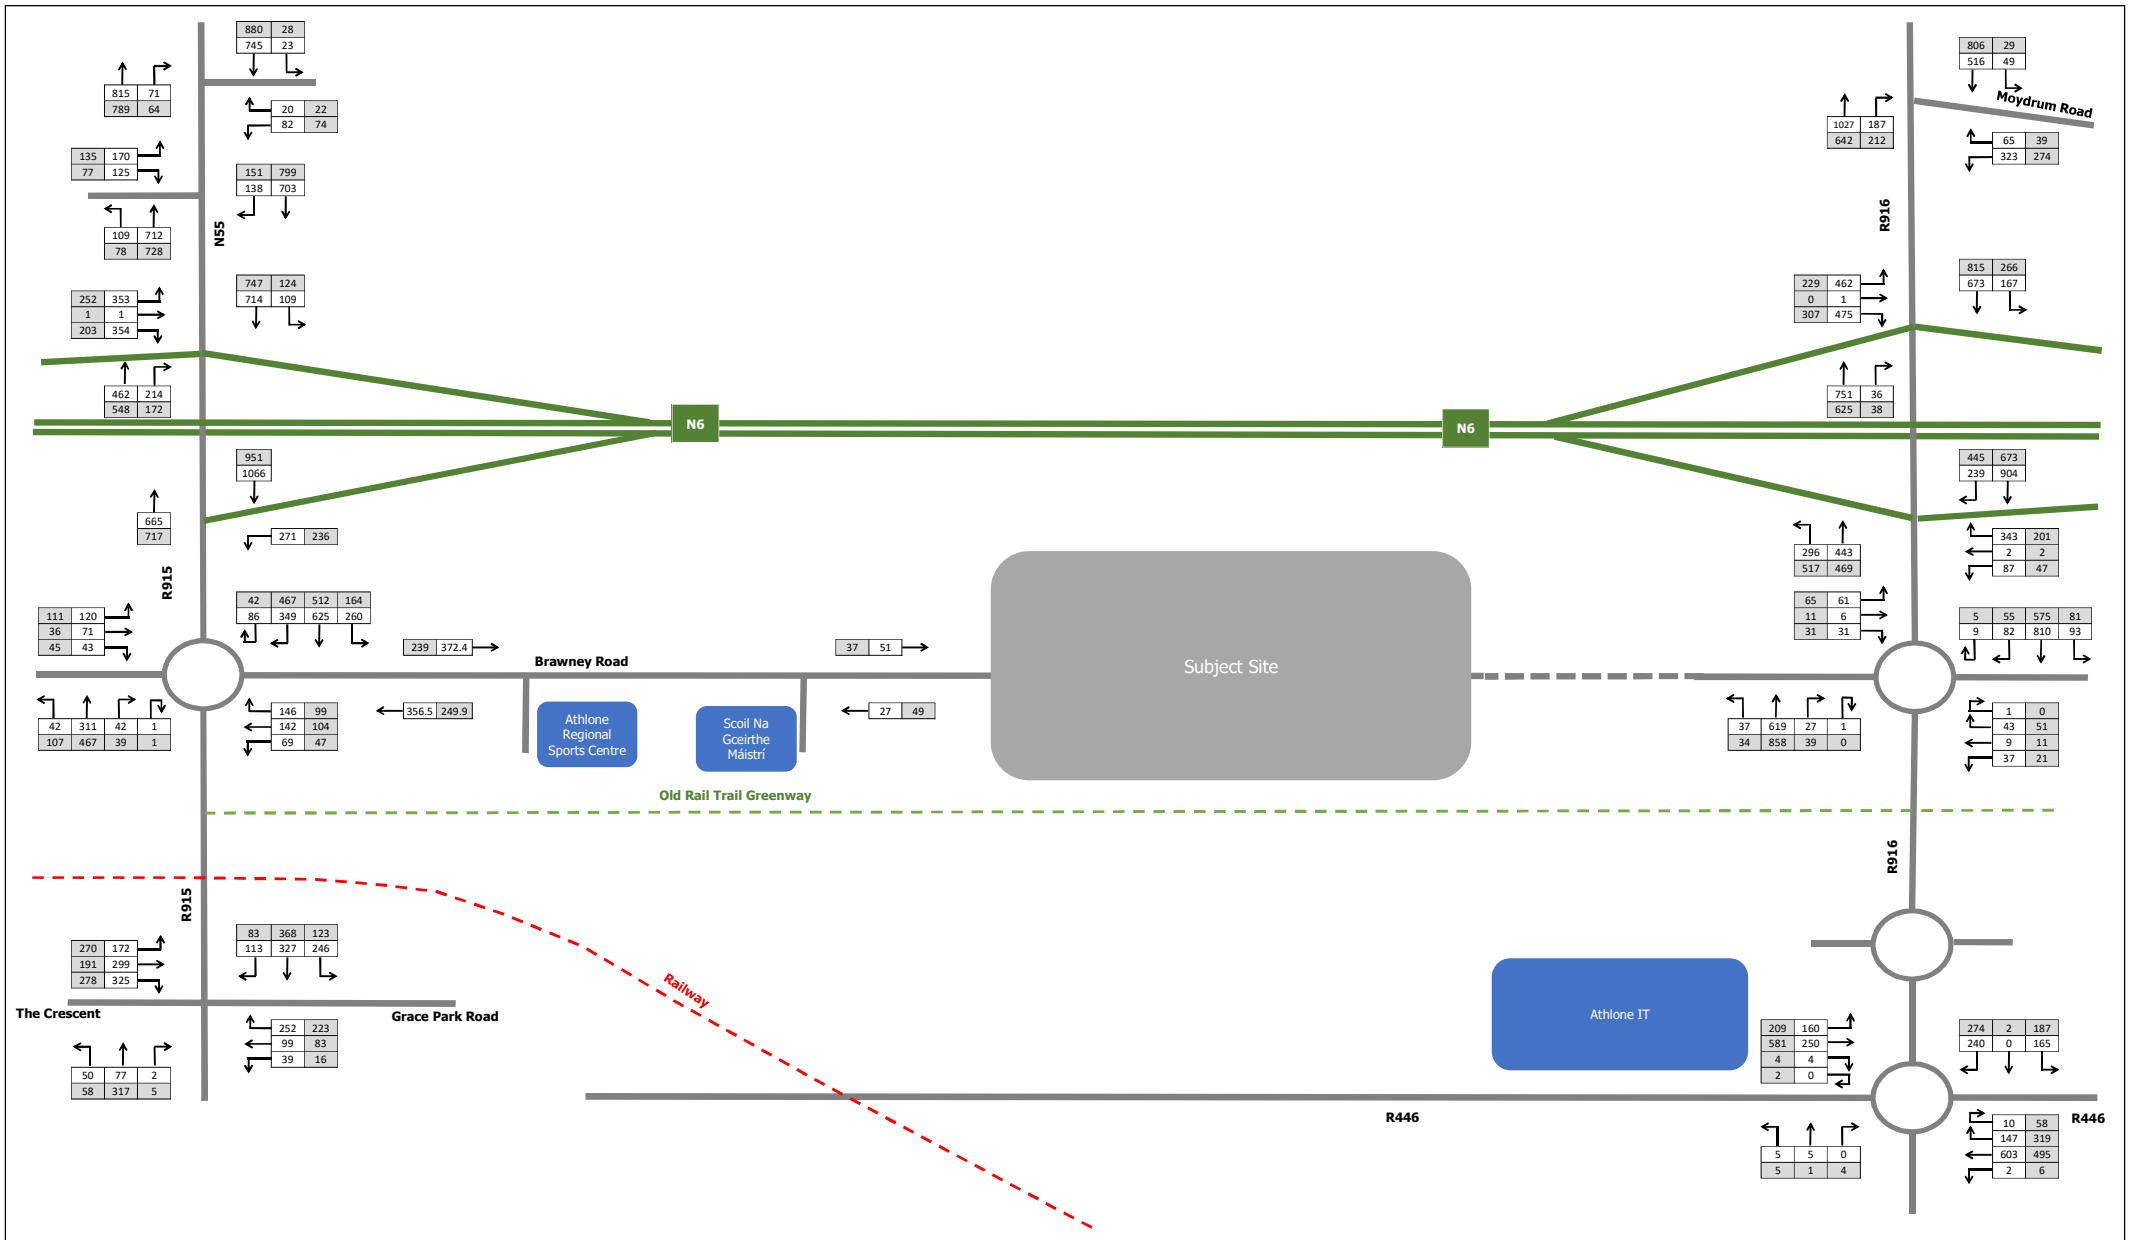 880 28
745 23
815 71
789 64
20 22
82 74
135 170
77 125
151 799
138 703
109 712
78 728
N55
747 124
714 109
252 353
1 1
203 354
462 214
548 172
N6
951
1066
665
717
271 236
R915
42 467 512 164
86 349 625 260
111 120
36 71
45 43
239 372.4
Brawney Road
42 311 42 1
107 467 39 1
146 99
142 104
69 47
356.5 249.9
Athlone
Regional
Sports Centre
37 51
27 49
Scoil Na
Gceirthe
Máistrí
Subject Site
Old Rail Trail Greenway
R915
83 368 123
113 327 246
270 172
191 299
278 325
The Crescent
Grace Park Road
252 223
99 83
39 16
50 77 2
58 317 5
Railway
806 29
516 49
Moydrum Road
1027 187
642 212
65 39
323 274
R916
815 266
673 167
229 462
0 1
307 475
751 36
625 38
N6
445 673
239 904
296 443
517 469
343 201
2 2
87 47
65 61
11 6
31 31
5 55 575 81
9 82 810 93
37 619 27 1
34 858 39 0
1 0
43 51
9 11
37 21
R916
Athlone IT
209 160
581 250
4 4
2 0
274 2 187
240 0 165
R446
R446
5 5 0
5 1 4
10 58
147 319
603 495
2 6